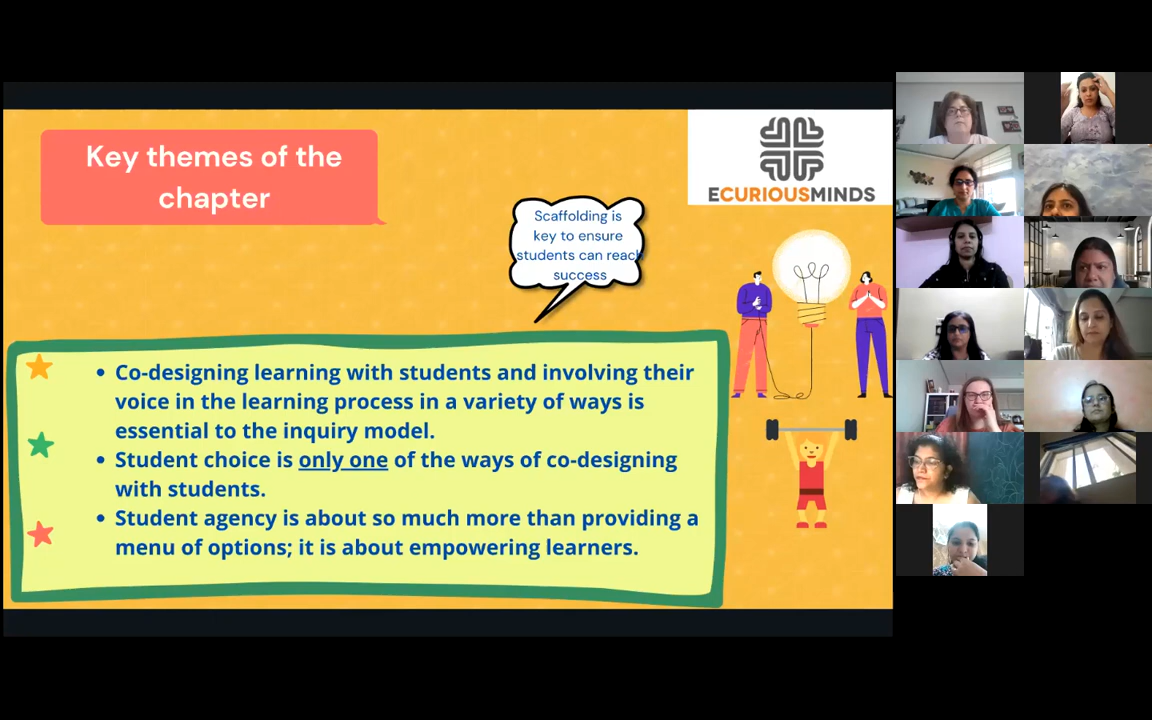 Key themes of the
chapter
ECURIOUSMINDS
Scaffolding is
key to ensure
students can reach
success
• Co-designing learning with students and involving their
voice in the learning process in a variety of ways is
essential to the inquiry model.
• Student choice is only one of the ways of co-designing
with students.
• Student agency is about so much more than providing a
menu of options; it is about empowering learners.